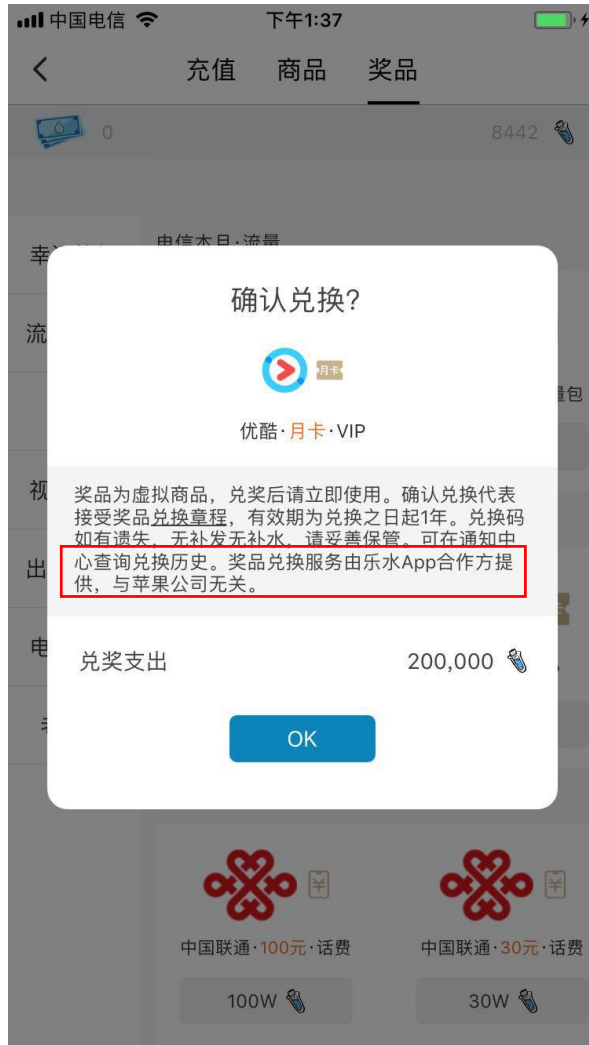 中国电信 下午1:37
充值 商品 奖品
0 8442
电信本月·流量
幸
流
量包
视
出
电
确认兑换?
月卡
优酷·月卡·VIP
奖品为虚拟商品，兑奖后请立即使用。确认兑换代表
接受奖品兑换章程，有效期为兑换之日起1年。兑换码
如有遗失，无补发无补水，请妥善保管。可在通知中
心查询兑换历史。奖品兑换服务由乐水App合作方提
供，与苹果公司无关。
兑奖支出 200,000
OK
中国联通·100元·话费 中国联通·30元·话费
100W 30W